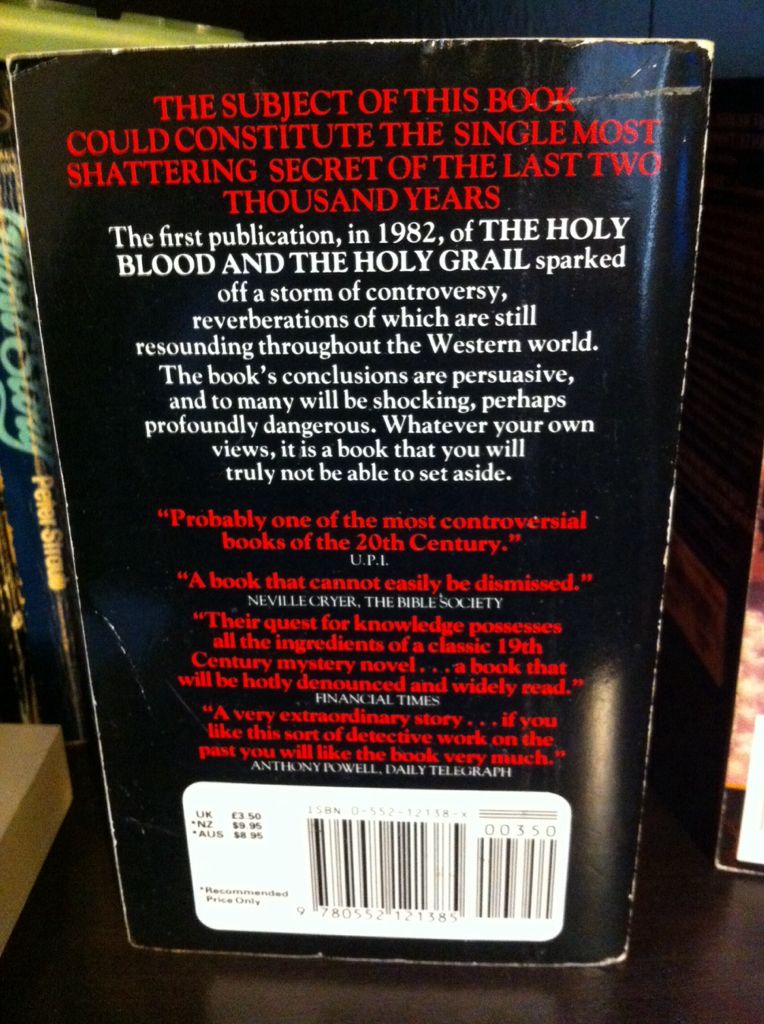 THE SUBJECT OF THIS BOOK
COULD CONSTITUTE THE SINGLE MOST
SHATTERING SECRET OF THE LAST TWO
THOUSAND YEARS
The first publication, in 1982, of THE HOLY
BLOOD AND THE HOLY GRAIL sparked
off a storm of controversy,
reverberations of which are still
resounding throughout the Western world.
The book's conclusions are persuasive,
and to many will be shocking, perhaps
profoundly dangerous. Whatever your own
views, it is a book that you will
truly not be able to set aside.
"Probably one of the most controversial
books of the 20th Century."
U.P.I.
"A book that cannot easily be dismissed."
NEVILLE CRYER, THE BIBLE SOCIETY
"Their quest for knowledge possesses
all the ingredients of a classic 19th
Century mystery novel . . . a book that
will be hotly denounced and widely read."
FINANCIAL TIMES
"A very extraordinary story . . . if you
like this sort of detective work on the
past you will like the book very much."
ANTHONY POWELL, DAILY TELEGRAPH
UK £3.50
*NZ $9.95
*AUS $8.95
*Recommended
Price Only
ISBN 0-552-12138-X
00350
9 780552 121385
Peter Straub